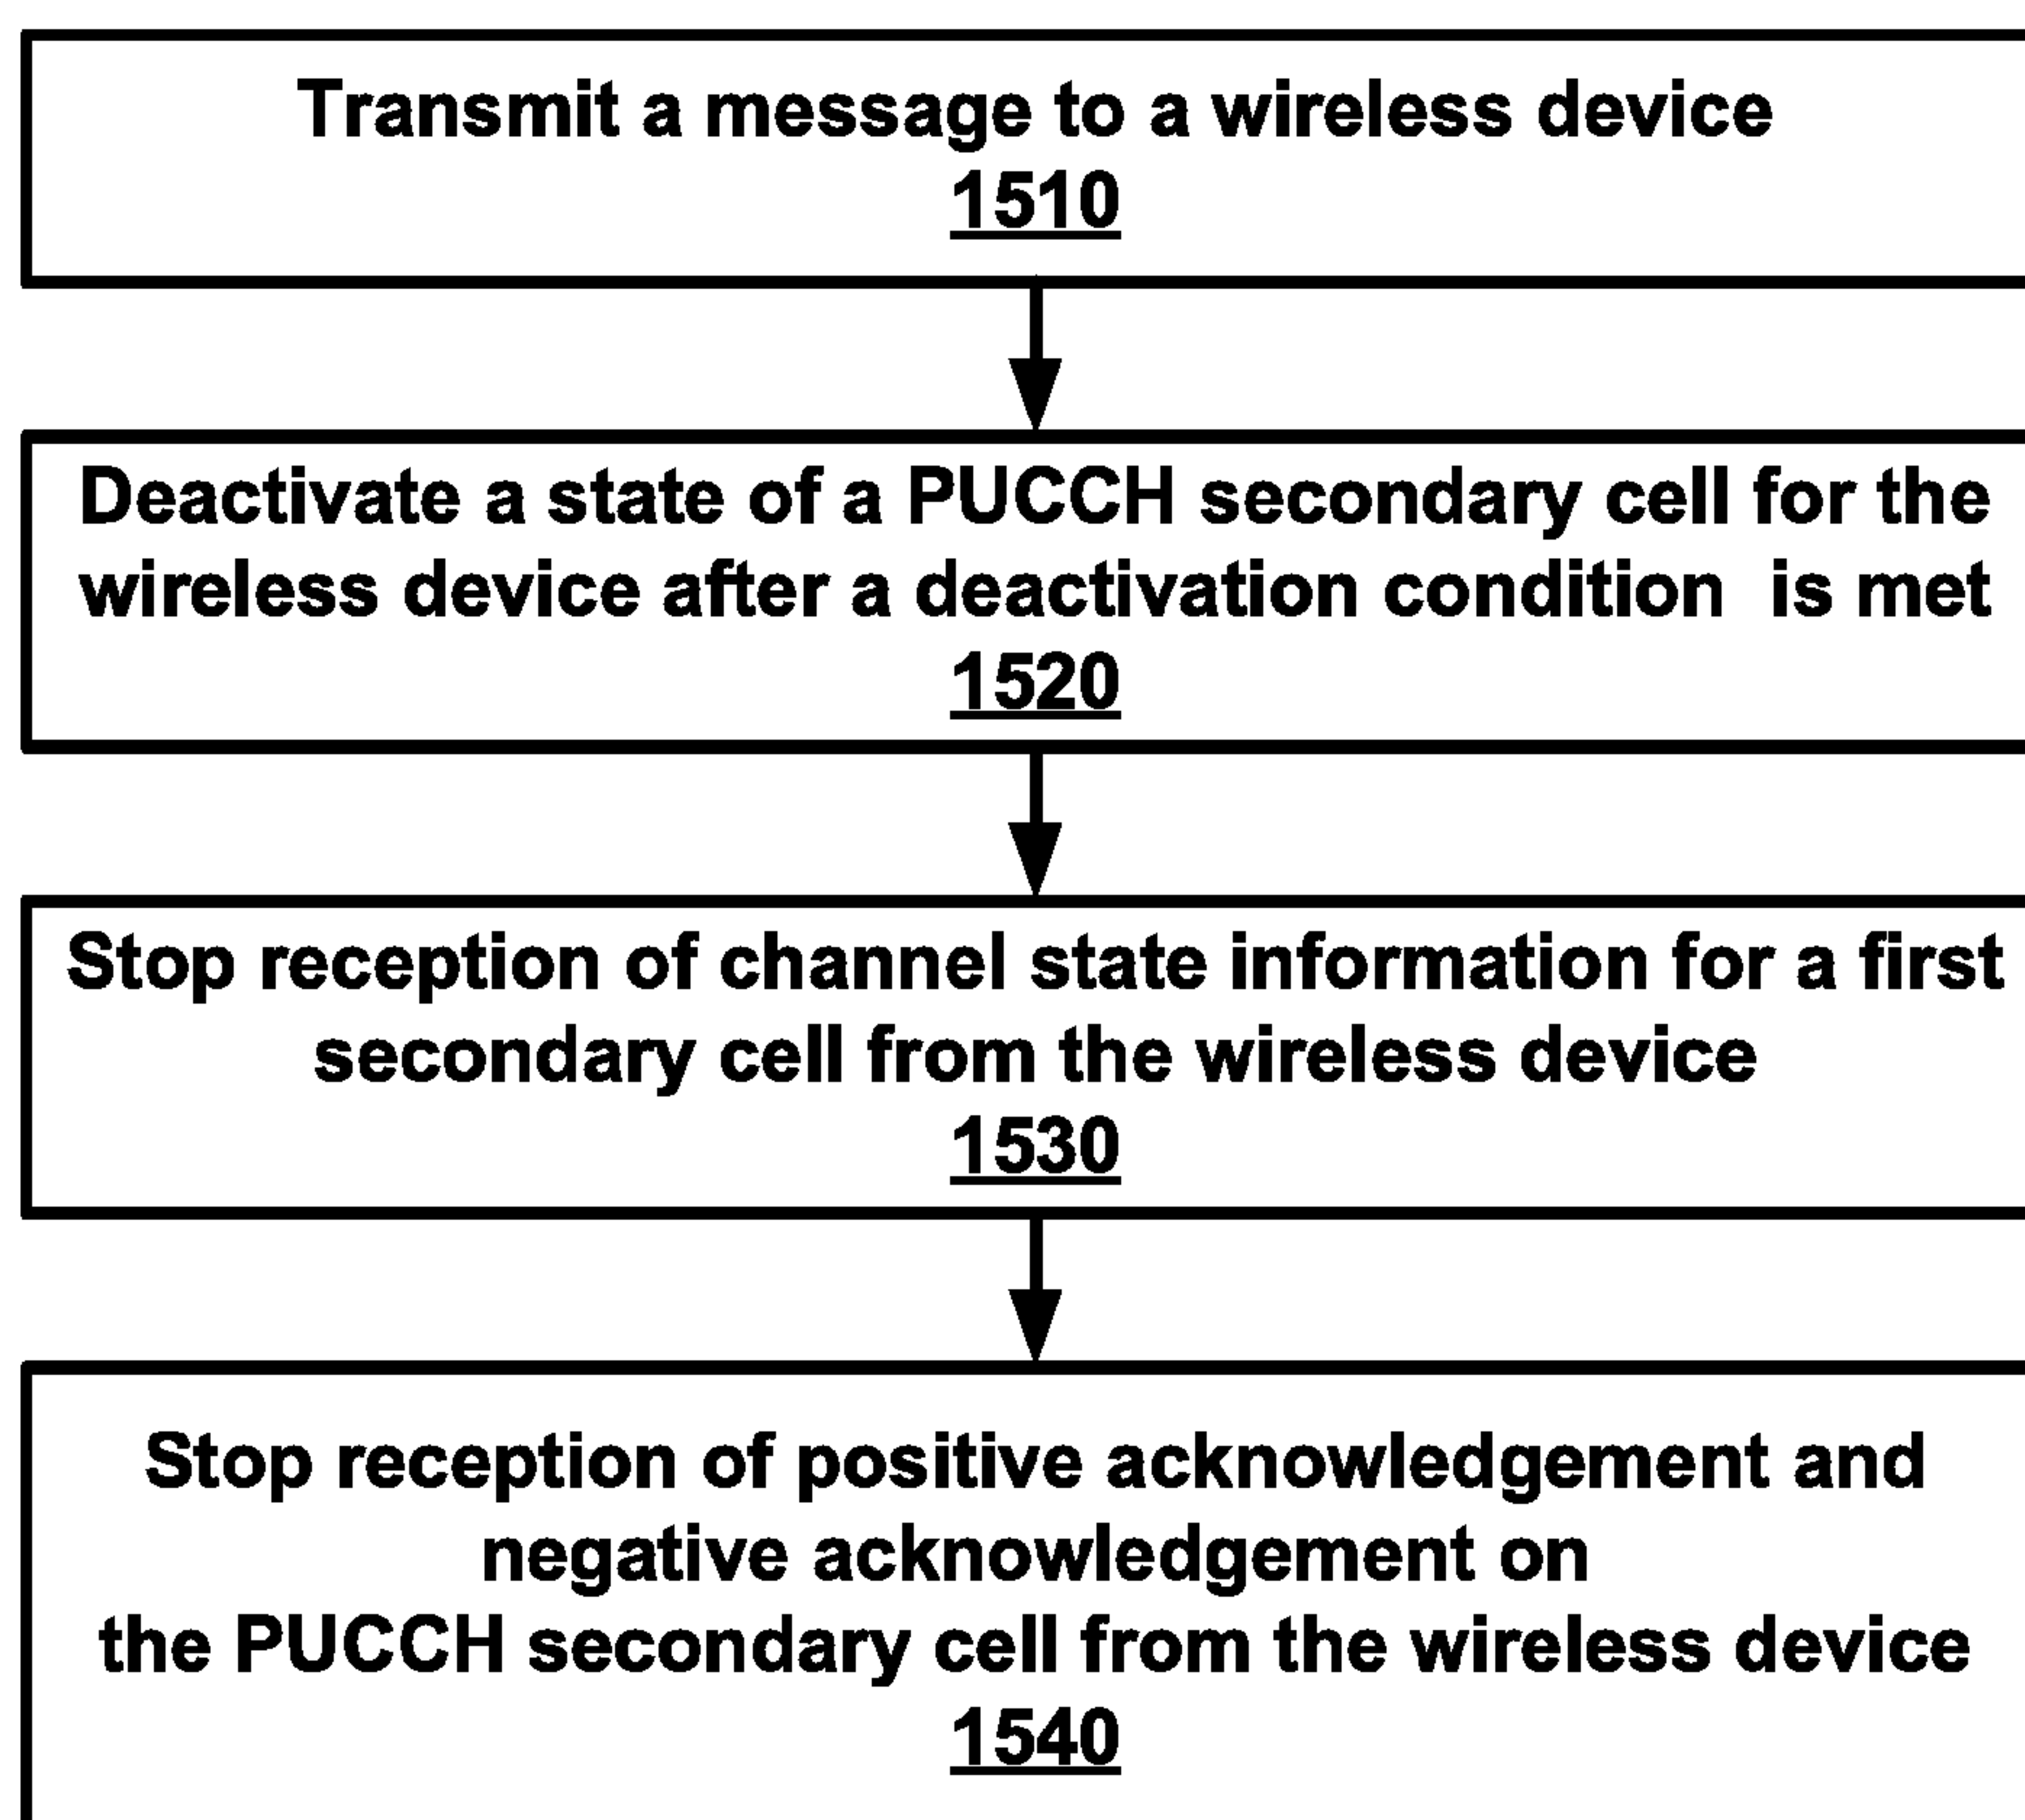 Transmit a message to a wireless device
1510
Deactivate a state of a PUCCH secondary cell for the
wireless device after a deactivation condition is met
1520
Stop reception of channel state information for a first
secondary cell from the wireless device
1530
Stop reception of positive acknowledgement and
negative acknowledgement on
the PUCCH secondary cell from the wireless device
1540